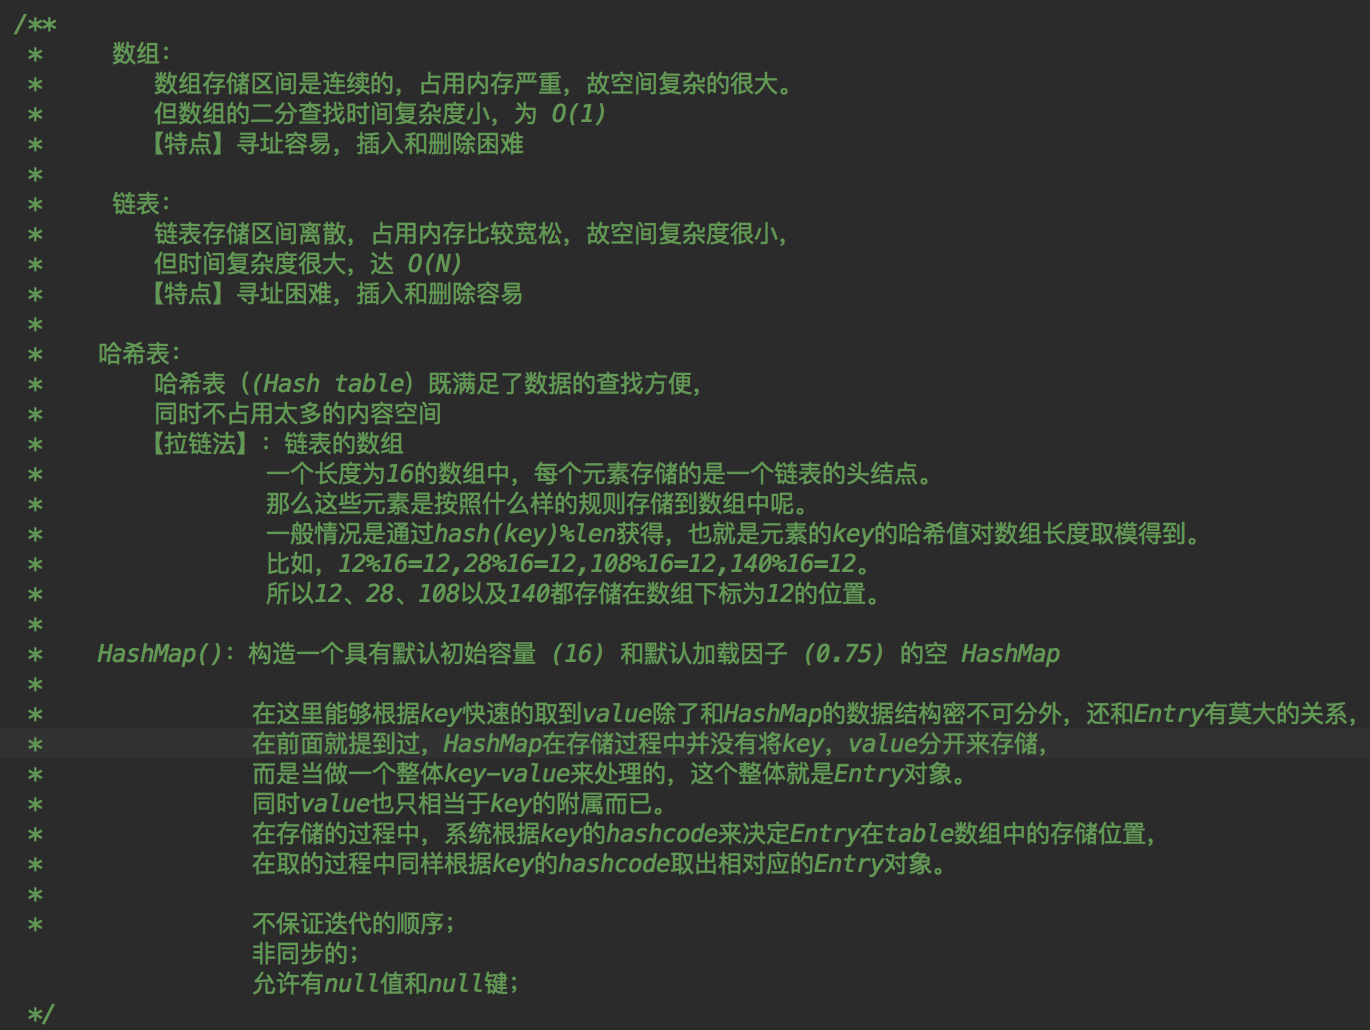 /**
*     数组：
*         数组存储区间是连续的，占用内存严重，故空间复杂的很大。
*         但数组的二分查找时间复杂度小，为 O(1)
*        【特点】寻址容易，插入和删除困难
*
*     链表：
*         链表存储区间离散，占用内存比较宽松，故空间复杂度很小，
*         但时间复杂度很大，达 O(N)
*        【特点】寻址困难，插入和删除容易
*
*    哈希表：
*        哈希表（(Hash table）既满足了数据的查找方便，
*        同时不占用太多的内容空间
*       【拉链法】：链表的数组
*                一个长度为16的数组中，每个元素存储的是一个链表的头结点。
*                那么这些元素是按照什么样的规则存储到数组中呢。
*                一般情况是通过hash(key)%len获得，也就是元素的key的哈希值对数组长度取模得到。
*                比如，12%16=12,28%16=12,108%16=12,140%16=12。
*                所以12、28、108以及140都存储在数组下标为12的位置。
*
*    HashMap()：构造一个具有默认初始容量 (16) 和默认加载因子 (0.75) 的空 HashMap
*
*               在这里能够根据key快速的取到value除了和HashMap的数据结构密不可分外，还和Entry有莫大的关系，
*               在前面就提到过，HashMap在存储过程中并没有将key，value分开来存储，
*               而是当做一个整体key-value来处理的，这个整体就是Entry对象。
*               同时value也只相当于key的附属而已。
*               在存储的过程中，系统根据key的hashcode来决定Entry在table数组中的存储位置，
*               在取的过程中同样根据key的hashcode取出相对应的Entry对象。
*
*               不保证迭代的顺序；
                非同步的；
                允许有null值和null键；
*/